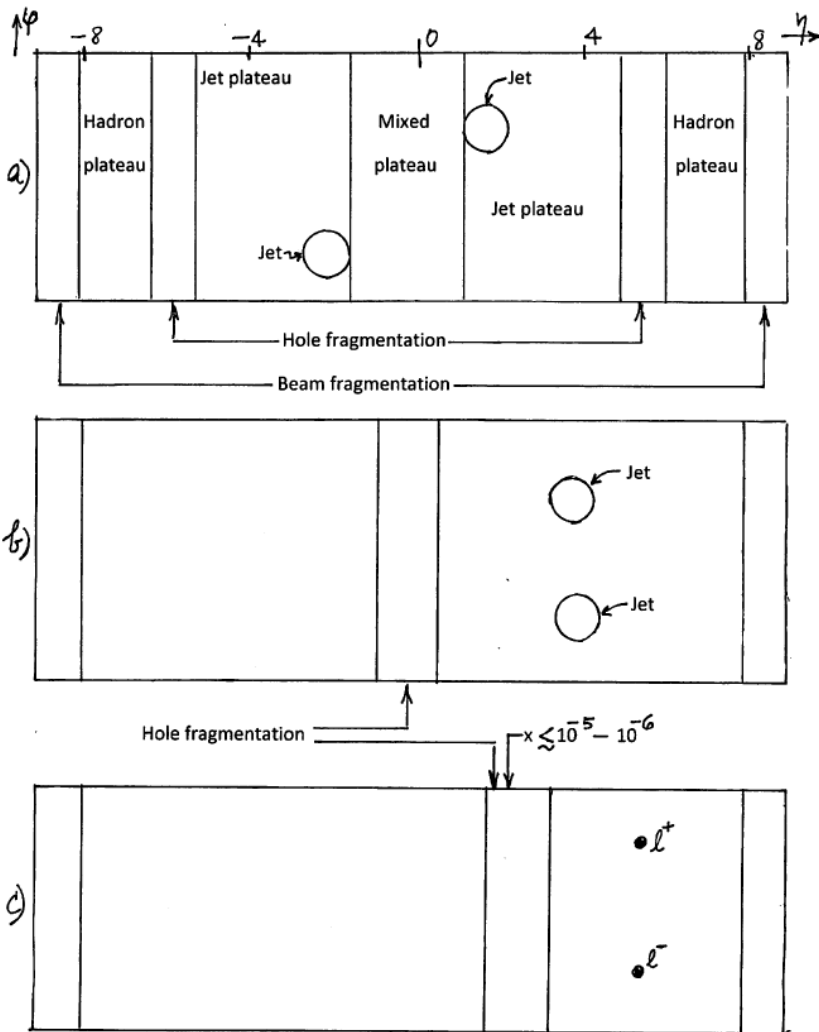 φ
-8
-4
0
4
8
η
a)
Jet plateau
Jet
Hadron
plateau
Mixed
plateau
Hadron
plateau
Jet plateau
Jet
Hole fragmentation
Beam fragmentation
b)
Jet
Jet
Hole fragmentation
x ≲ 10⁻⁵ – 10⁻⁶
c)
ℓ⁺
ℓ⁻